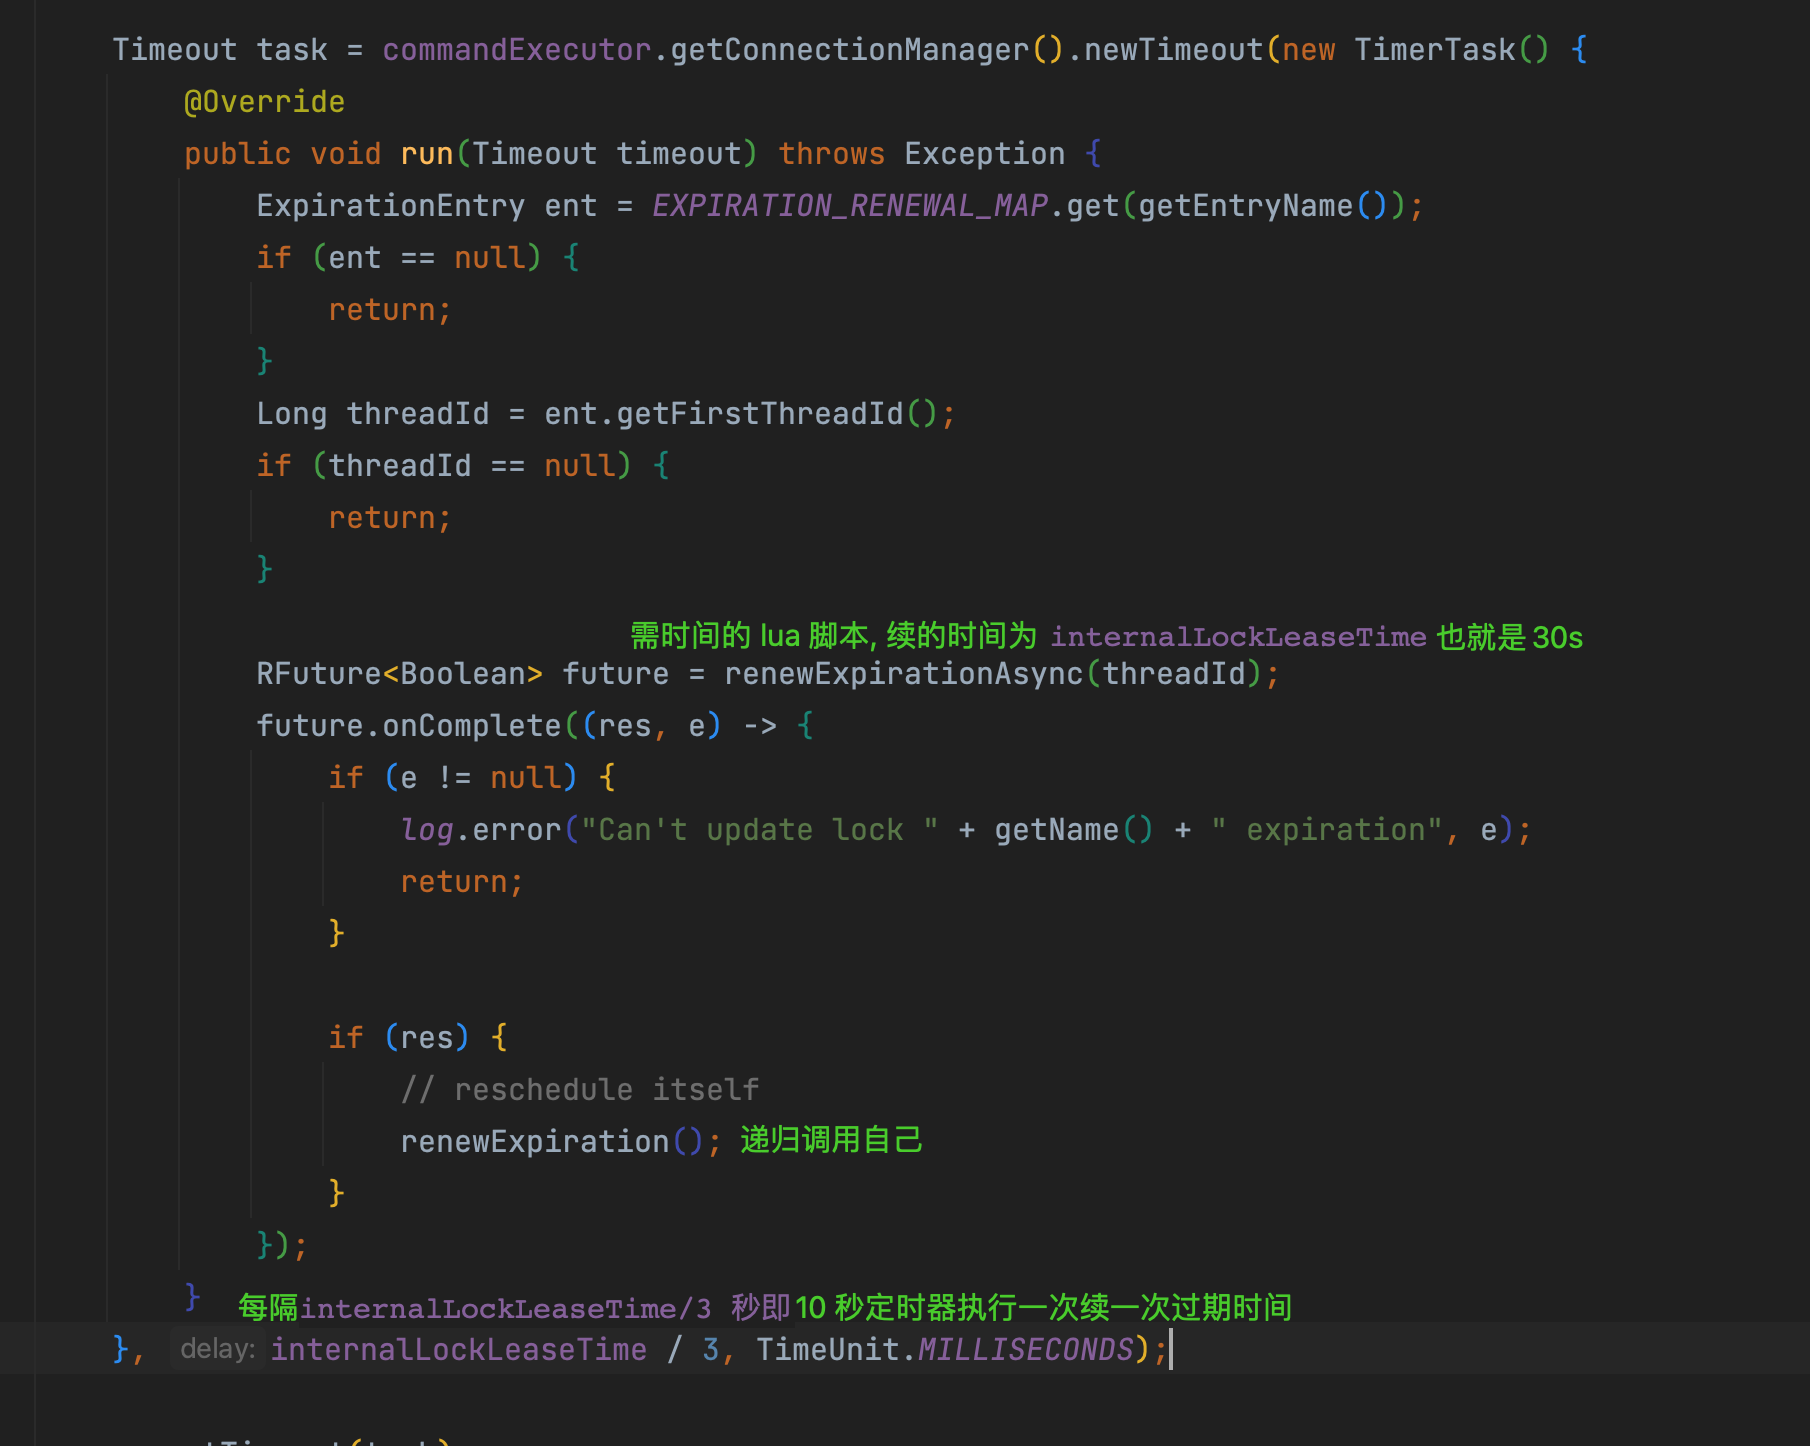 Timeout task = commandExecutor.getConnectionManager().newTimeout(new TimerTask() {
@Override
public void run(Timeout timeout) throws Exception {
ExpirationEntry ent = EXPIRATION_RENEWAL_MAP.get(getEntryName());
if (ent == null) {
return;
}
Long threadId = ent.getFirstThreadId();
if (threadId == null) {
return;
}
需时间的 lua 脚本, 续的时间为 internalLockLeaseTime 也就是 30s
RFuture<Boolean> future = renewExpirationAsync(threadId);
future.onComplete((res, e) -> {
if (e != null) {
log.error("Can't update lock " + getName() + " expiration", e);
return;
}
if (res) {
// reschedule itself
renewExpiration(); 递归调用自己
}
});
}
每隔internalLockLeaseTime/3 秒即10 秒定时器执行一次续一次过期时间
}, delay: internalLockLeaseTime / 3, TimeUnit.MILLISECONDS);